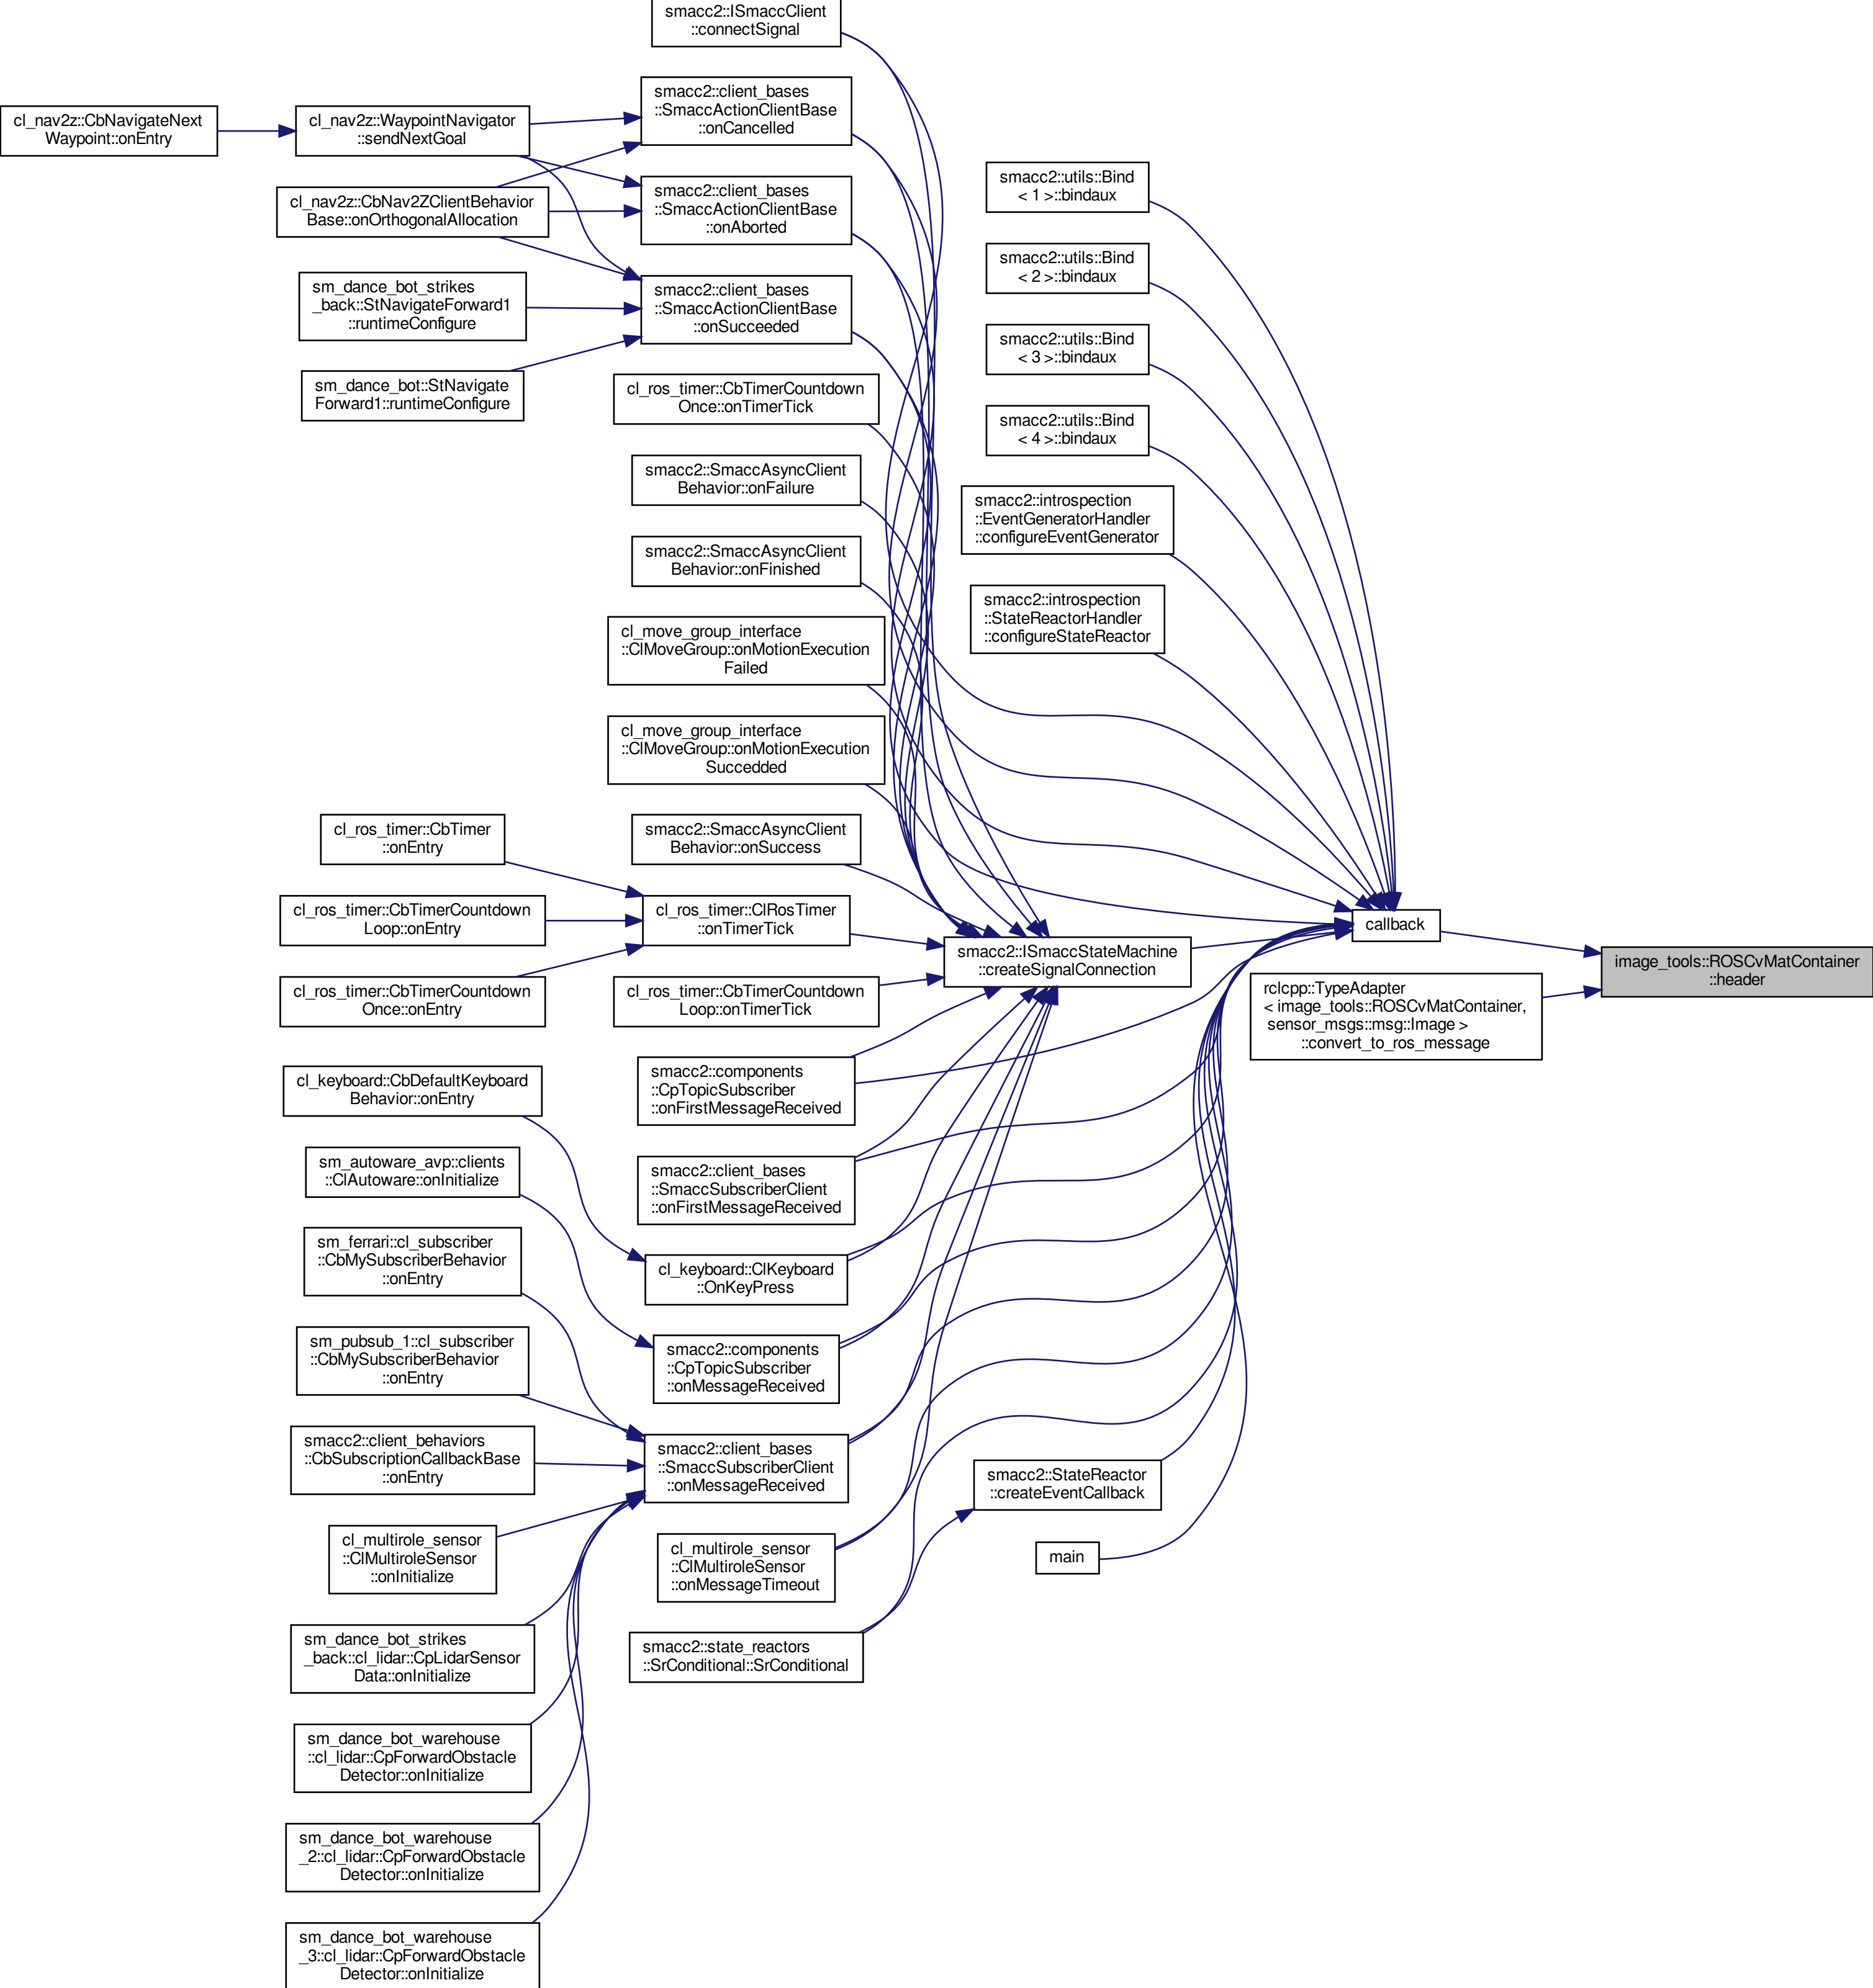 smacc2::ISmaccClient
::connectSignal
smacc2::client_bases
::SmaccActionClientBase
::onCancelled
cl_nav2z::CbNavigateNext
Waypoint::onEntry
cl_nav2z::WaypointNavigator
::sendNextGoal
smacc2::client_bases
::SmaccActionClientBase
::onAborted
cl_nav2z::CbNav2ZClientBehavior
Base::onOrthogonalAllocation
smacc2::client_bases
::SmaccActionClientBase
::onSucceeded
sm_dance_bot_strikes
_back::StNavigateForward1
::runtimeConfigure
sm_dance_bot::StNavigate
Forward1::runtimeConfigure
cl_ros_timer::CbTimerCountdown
Once::onTimerTick
smacc2::SmaccAsyncClient
Behavior::onFailure
smacc2::SmaccAsyncClient
Behavior::onFinished
cl_move_group_interface
::ClMoveGroup::onMotionExecution
Failed
cl_move_group_interface
::ClMoveGroup::onMotionExecution
Succedded
smacc2::SmaccAsyncClient
Behavior::onSuccess
cl_ros_timer::CbTimer
::onEntry
cl_ros_timer::CbTimerCountdown
Loop::onEntry
cl_ros_timer::CbTimerCountdown
Once::onEntry
cl_ros_timer::ClRosTimer
::onTimerTick
cl_ros_timer::CbTimerCountdown
Loop::onTimerTick
smacc2::components
::CpTopicSubscriber
::onFirstMessageReceived
smacc2::client_bases
::SmaccSubscriberClient
::onFirstMessageReceived
cl_keyboard::CbDefaultKeyboard
Behavior::onEntry
sm_autoware_avp::clients
::ClAutoware::onInitialize
sm_ferrari::cl_subscriber
::CbMySubscriberBehavior
::onEntry
cl_keyboard::ClKeyboard
::OnKeyPress
sm_pubsub_1::cl_subscriber
::CbMySubscriberBehavior
::onEntry
smacc2::components
::CpTopicSubscriber
::onMessageReceived
smacc2::client_behaviors
::CbSubscriptionCallbackBase
::onEntry
smacc2::client_bases
::SmaccSubscriberClient
::onMessageReceived
cl_multirole_sensor
::ClMultiroleSensor
::onInitialize
cl_multirole_sensor
::ClMultiroleSensor
::onMessageTimeout
sm_dance_bot_strikes
_back::cl_lidar::CpLidarSensor
Data::onInitialize
smacc2::state_reactors
::SrConditional::SrConditional
sm_dance_bot_warehouse
::cl_lidar::CpForwardObstacle
Detector::onInitialize
sm_dance_bot_warehouse
_2::cl_lidar::CpForwardObstacle
Detector::onInitialize
sm_dance_bot_warehouse
_3::cl_lidar::CpForwardObstacle
Detector::onInitialize
smacc2::utils::Bind
< 1 >::bindaux
smacc2::utils::Bind
< 2 >::bindaux
smacc2::utils::Bind
< 3 >::bindaux
smacc2::utils::Bind
< 4 >::bindaux
smacc2::introspection
::EventGeneratorHandler
::configureEventGenerator
smacc2::introspection
::StateReactorHandler
::configureStateReactor
smacc2::ISmaccStateMachine
::createSignalConnection
smacc2::StateReactor
::createEventCallback
main
callback
rclcpp::TypeAdapter
< image_tools::ROSCvMatContainer,
sensor_msgs::msg::Image >
::convert_to_ros_message
image_tools::ROSCvMatContainer
::header